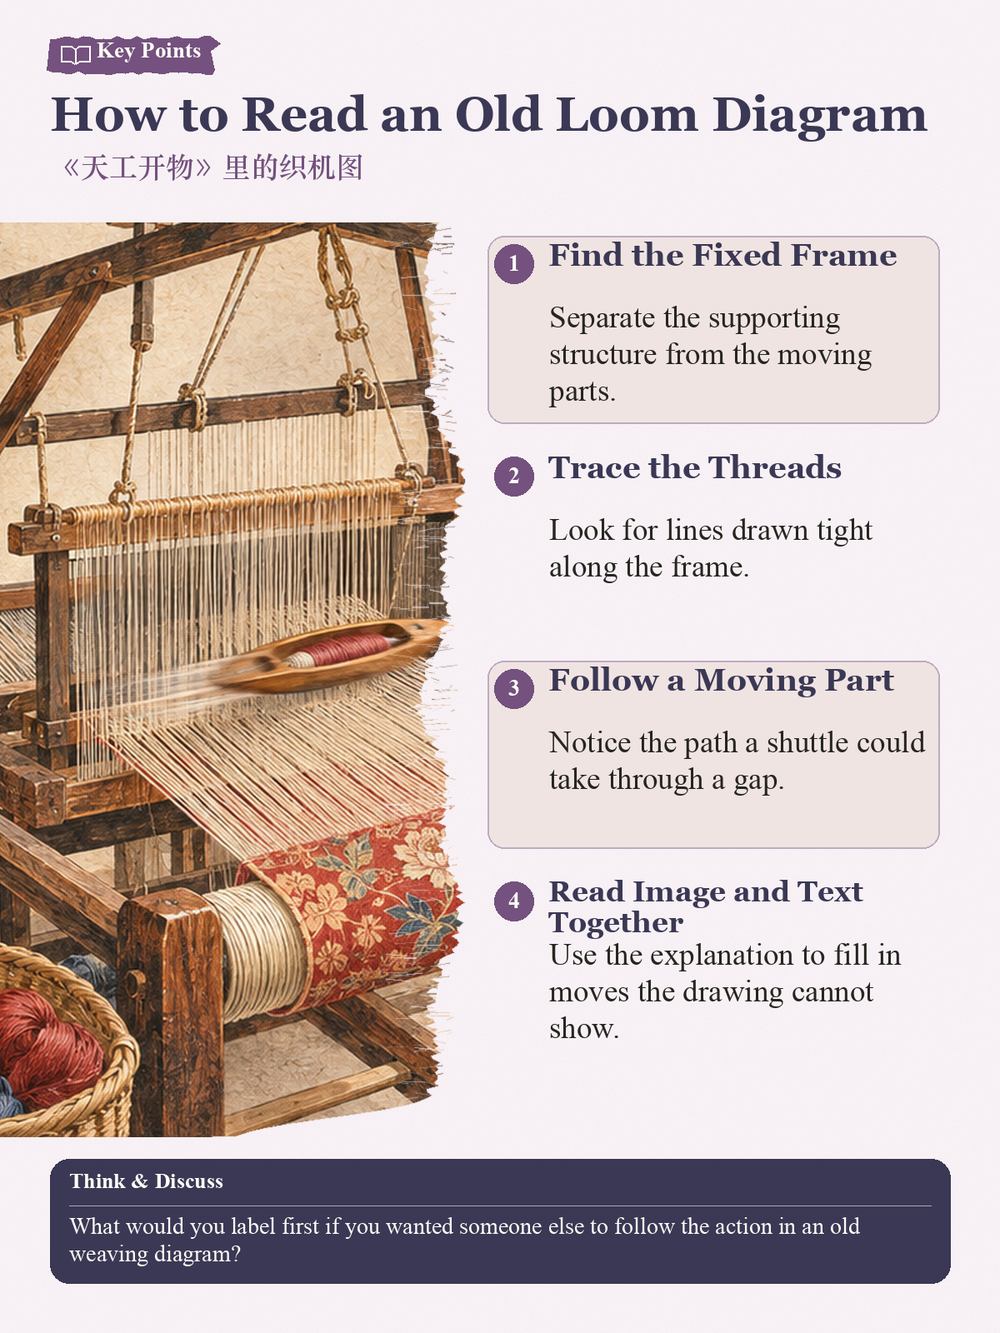 Key Points
How to Read an Old Loom Diagram
《天工开物》里的织机图
1
Find the Fixed Frame
Separate the supporting
structure from the moving
parts.
2
Trace the Threads
Look for lines drawn tight
along the frame.
3
Follow a Moving Part
Notice the path a shuttle could
take through a gap.
4
Read Image and Text
Together
Use the explanation to fill in
moves the drawing cannot
show.
Think & Discuss
What would you label first if you wanted someone else to follow the action in an old
weaving diagram?